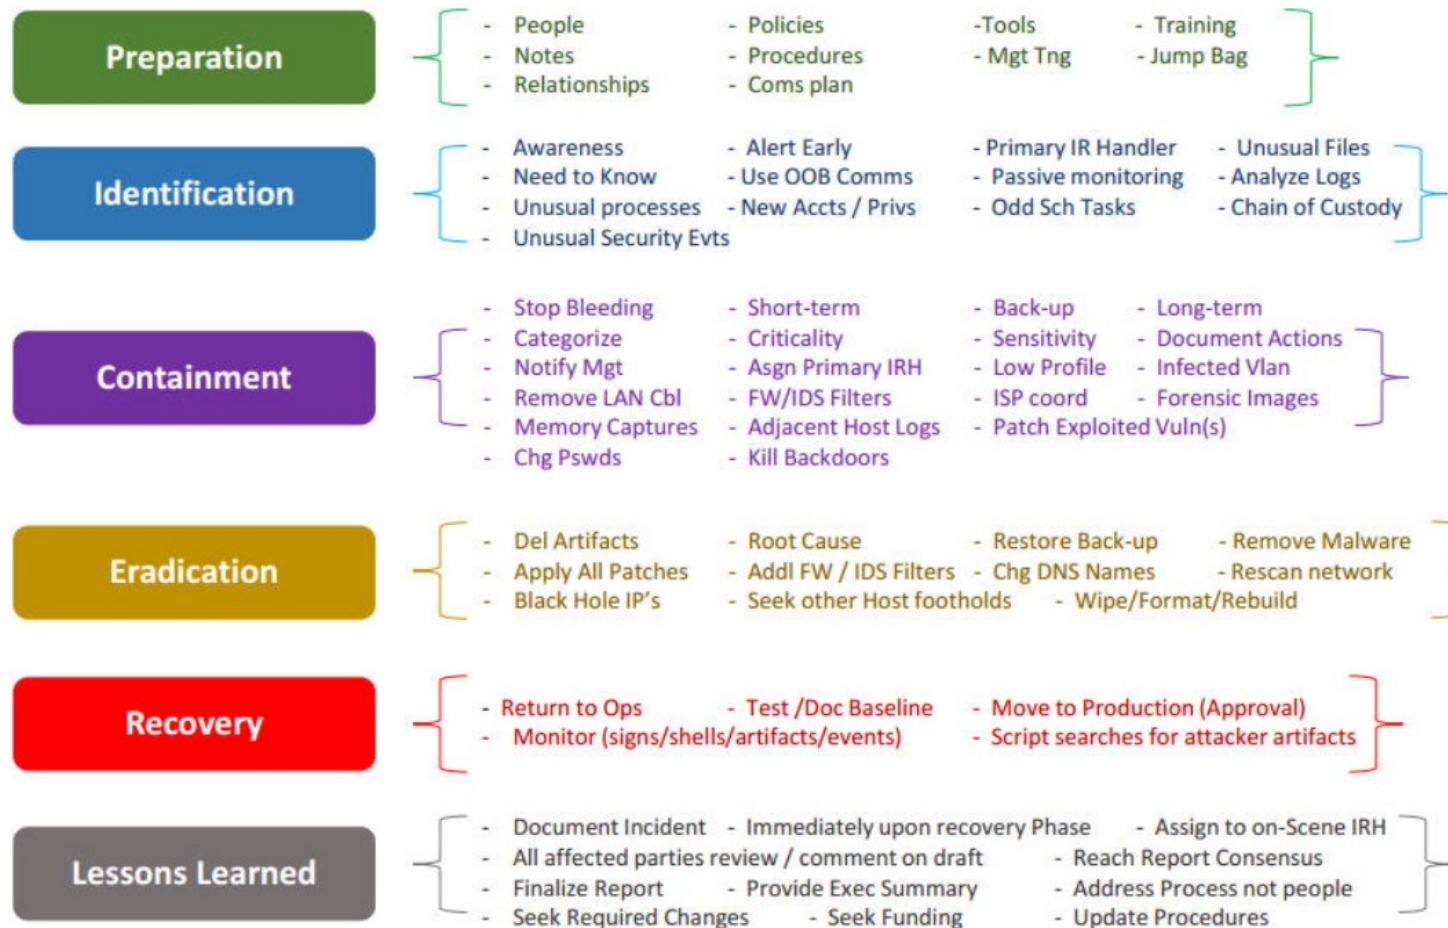 Preparation
- People - Policies -Tools - Training
- Notes - Procedures - Mgt Tng - Jump Bag
- Relationships - Coms plan
Identification
- Awareness - Alert Early - Primary IR Handler - Unusual Files
- Need to Know - Use OOB Comms - Passive monitoring - Analyze Logs
- Unusual processes - New Accts / Privs - Odd Sch Tasks - Chain of Custody
- Unusual Security Evts
Containment
- Stop Bleeding - Short-term - Back-up - Long-term
- Categorize - Criticality - Sensitivity - Document Actions
- Notify Mgt - Asgn Primary IRH - Low Profile - Infected Vlan
- Remove LAN Cbl - FW/IDS Filters - ISP coord - Forensic Images
- Memory Captures - Adjacent Host Logs - Patch Exploited Vuln(s)
- Chg Pswds - Kill Backdoors
Eradication
- Del Artifacts - Root Cause - Restore Back-up - Remove Malware
- Apply All Patches - Addl FW / IDS Filters - Chg DNS Names - Rescan network
- Black Hole IP's - Seek other Host footholds - Wipe/Format/Rebuild
Recovery
- Return to Ops - Test /Doc Baseline - Move to Production (Approval)
- Monitor (signs/shells/artifacts/events) - Script searches for attacker artifacts
Lessons Learned
- Document Incident - Immediately upon recovery Phase - Assign to on-Scene IRH
- All affected parties review / comment on draft - Reach Report Consensus
- Finalize Report - Provide Exec Summary - Address Process not people
- Seek Required Changes - Seek Funding - Update Procedures